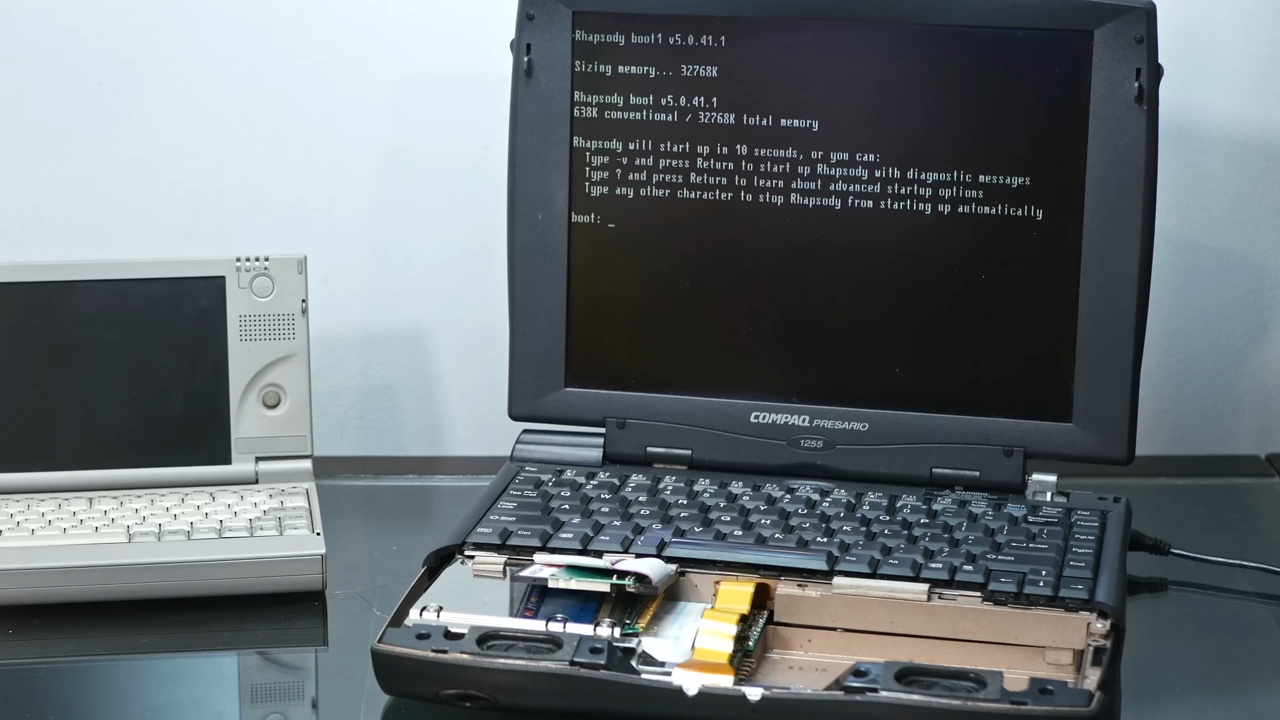 Rhapsody boot1 v5.0.41.1
Sizing memory... 32768K
Rhapsody boot v5.0.41.1
638K conventional / 32768K total memory
Rhapsody will start up in 10 seconds, or you can:
Type -v and press Return to start up Rhapsody with diagnostic messages
Type ? and press Return to learn about advanced startup options
Type any other character to stop Rhapsody from starting up automatically
boot: _
COMPAQ PRESARIO
1255